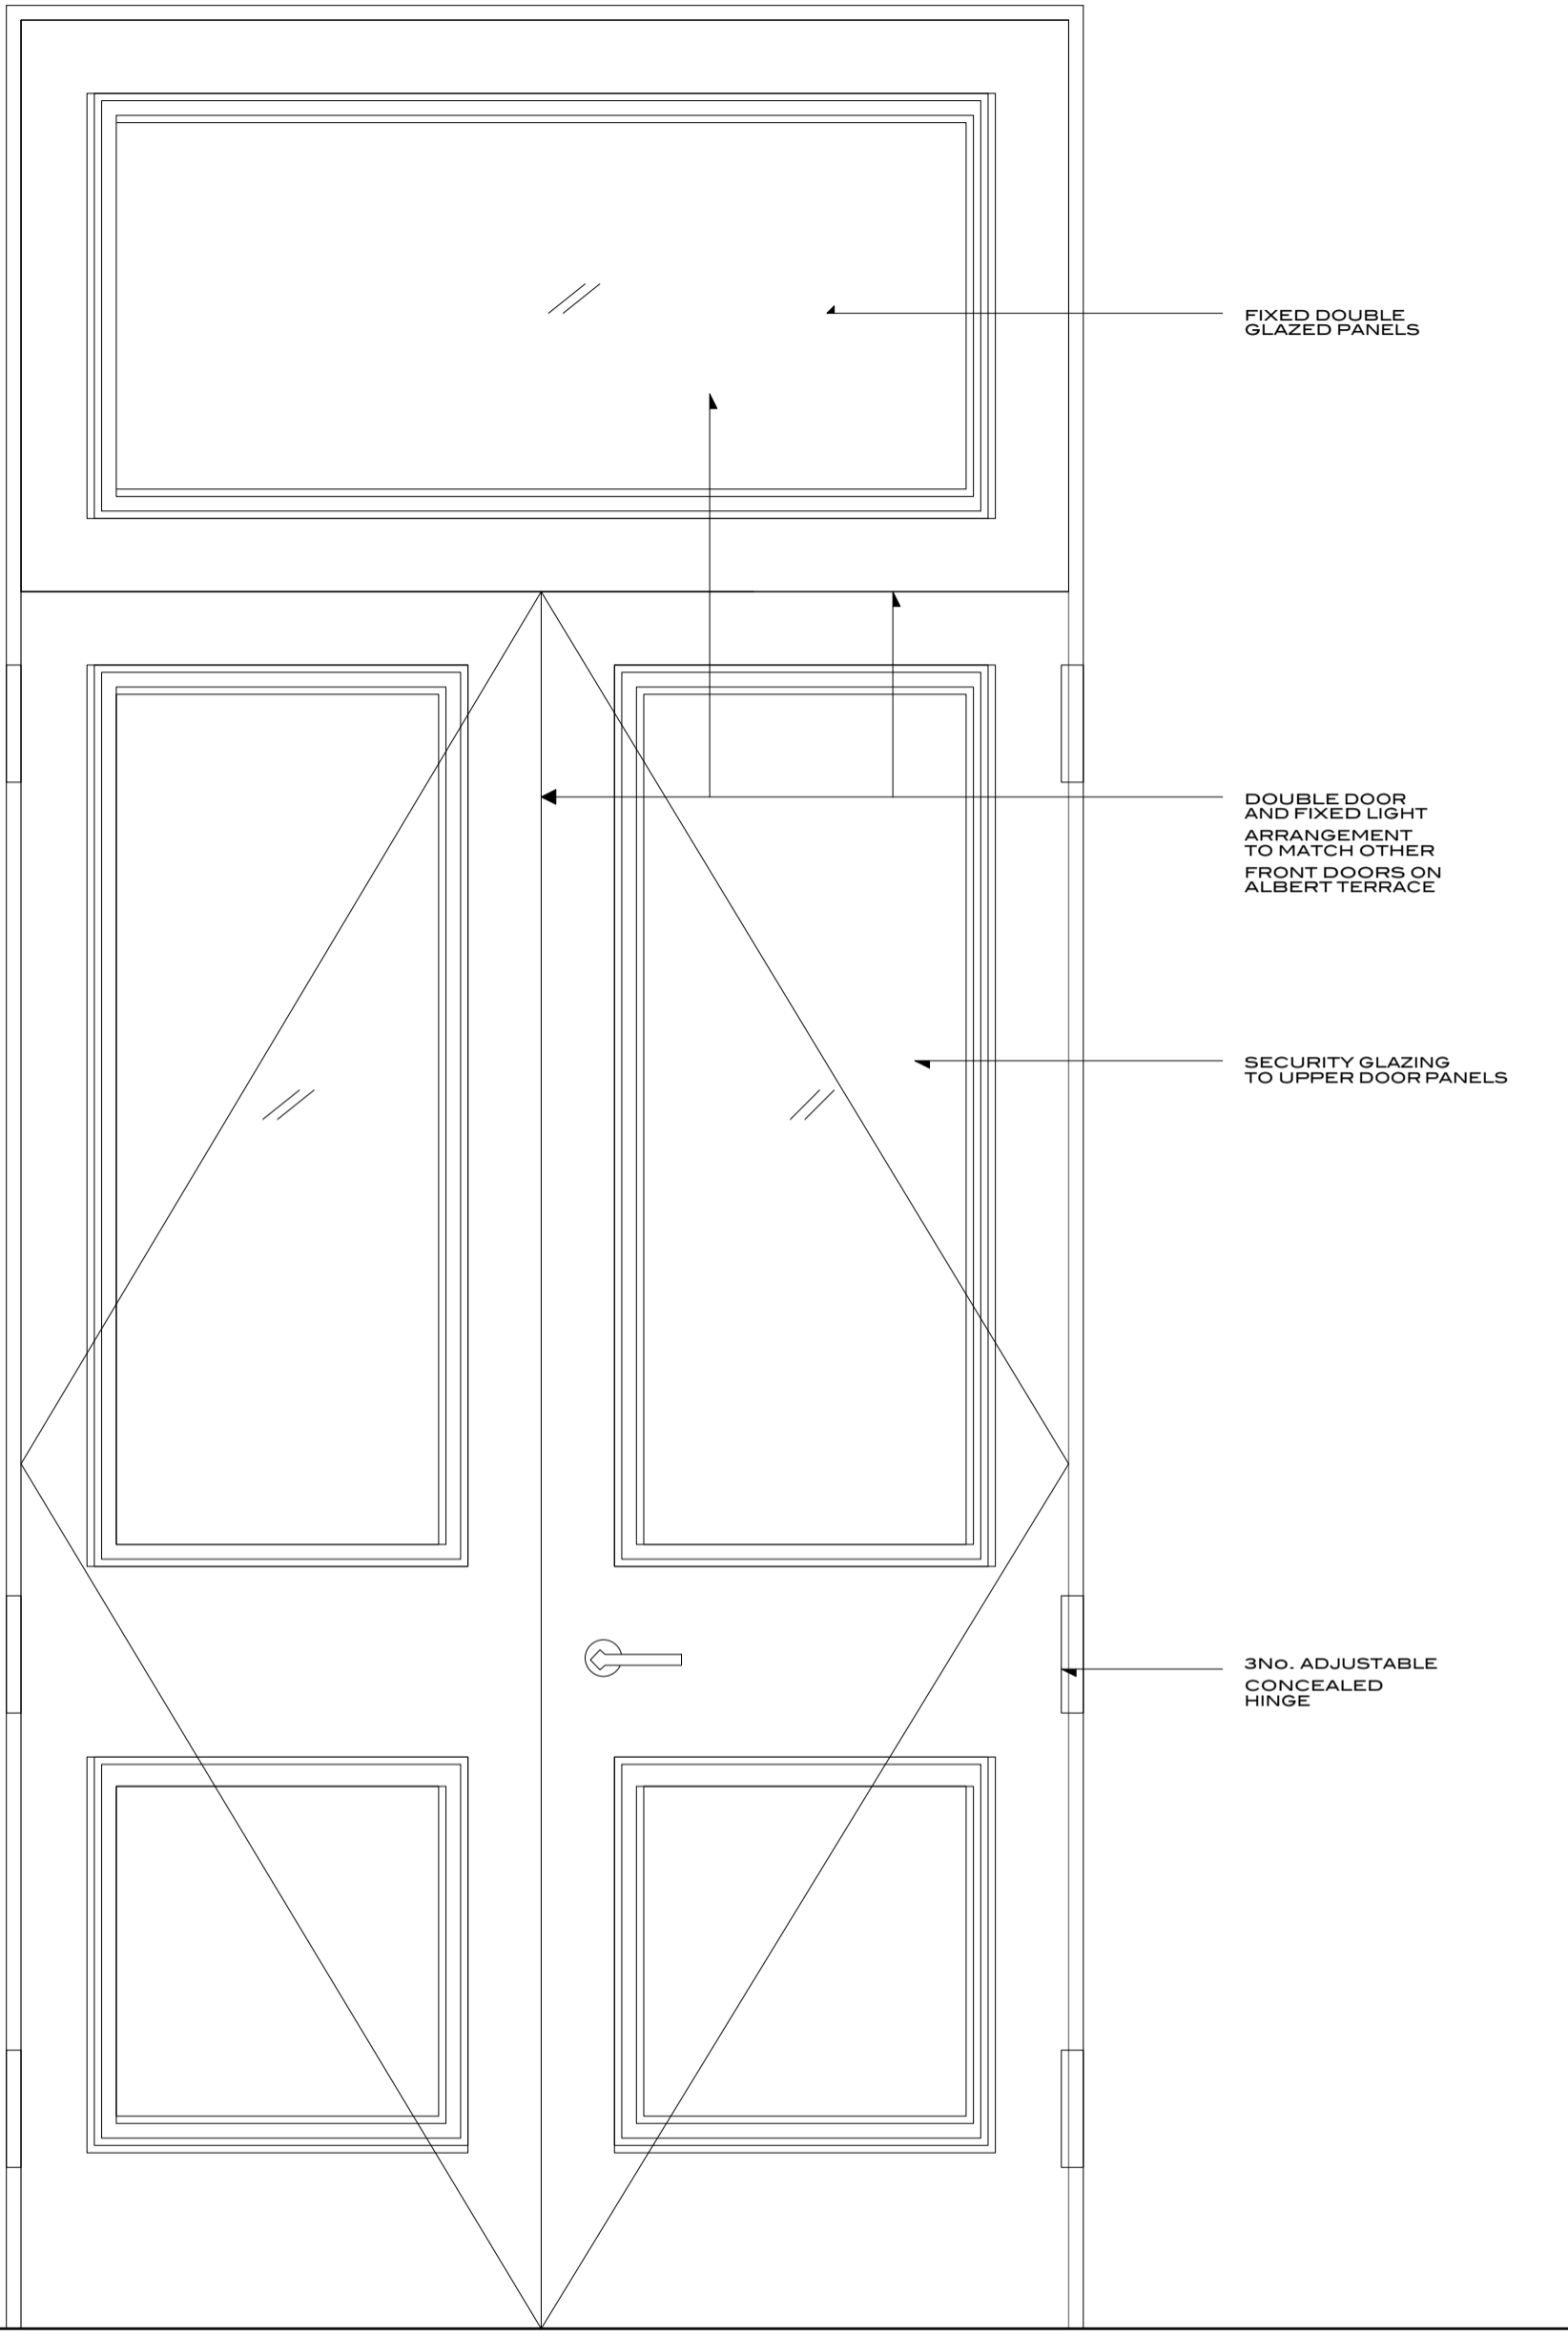 FIXED DOUBLE
GLAZED PANELS
DOUBLE DOOR
AND FIXED LIGHT
ARRANGEMENT
TO MATCH OTHER
FRONT DOORS ON
ALBERT TERRACE
SECURITY GLAZING
TO UPPER DOOR PANELS
3No. ADJUSTABLE
CONCEALED
HINGE